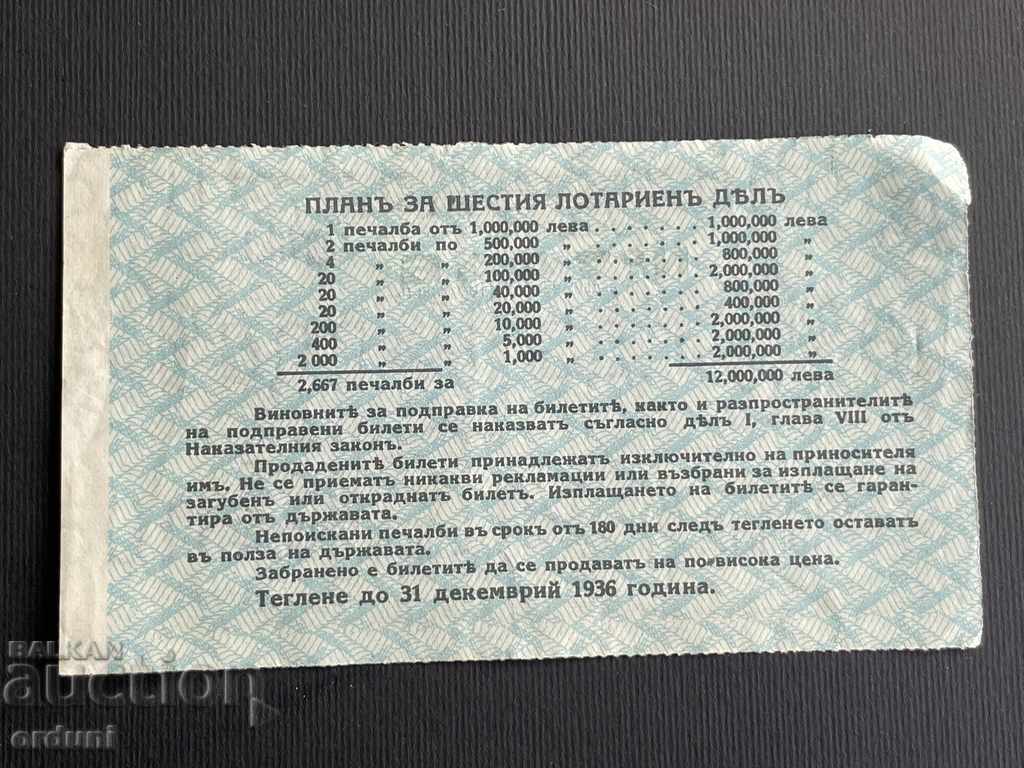 ПЛАНЪ ЗА ШЕСТИЯ ЛОТАРИЕНЪ ДѢЛЪ
1 печалба отъ 1,000,000 лева . . . . . . . 1,000,000 лева
2 печалби по 500,000 „ . . . . . . . 1,000,000 „
4 „ „ 200,000 „ . . . . . . . 800,000 „
20 „ „ 100,000 „ . . . . . . . 2,000,000 „
20 „ „ 40,000 „ . . . . . . . 800,000 „
20 „ „ 20,000 „ . . . . . . . 400,000 „
200 „ „ 10,000 „ . . . . . . . 2,000,000 „
400 „ „ 5,000 „ . . . . . . . 2,000,000 „
2 000 „ „ 1,000 „ . . . . . . . 2,000,000 „
2,667 печалби за 12,000,000 лева
Виновнитѣ за подправка на билетитѣ, както и разпространителитѣ
на подправени билети се наказватъ съгласно дѣлъ I, глава VIII отъ
Наказателния законъ.
Продаденитѣ билети принадлежатъ изключително на приносителя
имъ. Не се приематъ никакви рекламации или възбрани за изплащане на
загубенъ или откраднатъ билетъ. Изплащането на билетитѣ се гаран-
тира отъ държавата.
Непоискани печалби въ срокъ отъ 180 дни следъ тегленето оставатъ
въ полза на държавата.
Забранено е билетитѣ да се продаватъ на по-висока цена.
Теглене до 31 декемврий 1936 година.
BALKAN
auction
orduni